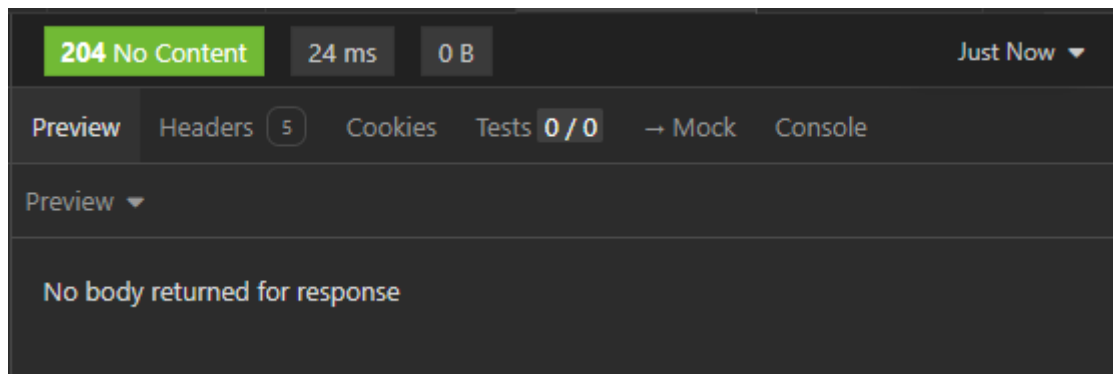 204 No Content 24 ms 0 B Just Now
Preview Headers 5 Cookies Tests 0 / 0 → Mock Console
Preview
No body returned for response